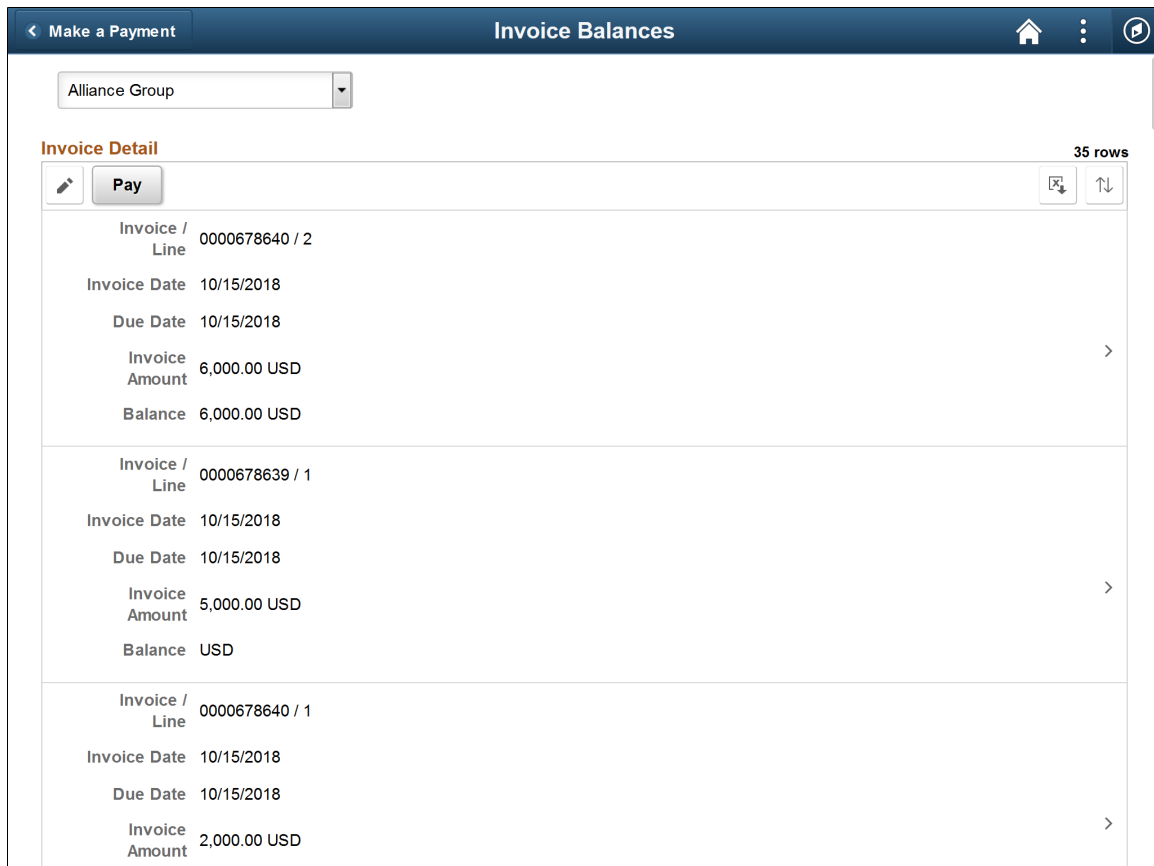 Make a Payment
Invoice Balances
Alliance Group
Invoice Detail
35 rows
Pay
Invoice /
Line
0000678640 / 2
Invoice Date 10/15/2018
Due Date 10/15/2018
Invoice
Amount
6,000.00 USD
Balance 6,000.00 USD
Invoice /
Line
0000678639 / 1
Invoice Date 10/15/2018
Due Date 10/15/2018
Invoice
Amount
5,000.00 USD
Balance USD
Invoice /
Line
0000678640 / 1
Invoice Date 10/15/2018
Due Date 10/15/2018
Invoice
Amount
2,000.00 USD